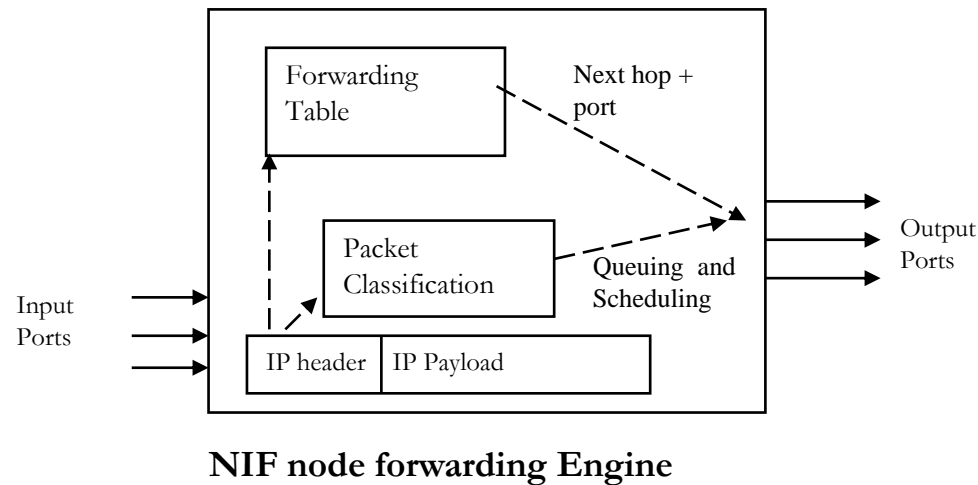 Forwarding
Table
Next hop +
port
Packet
Classification
Queuing and
Scheduling
Output
Ports
Input
Ports
IP header
IP Payload
NIF node forwarding Engine